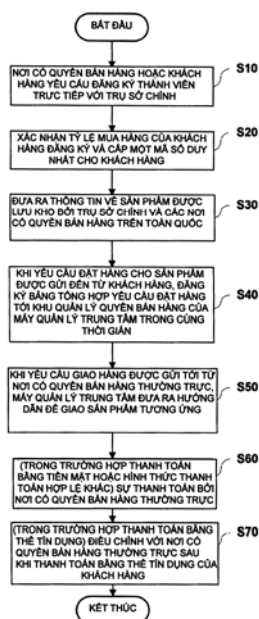 BẮT ĐẦU
NƠI CÓ QUYỀN BÁN HÀNG HOẶC KHÁCH
HÀNG YÊU CẦU ĐĂNG KÝ THÀNH VIÊN
TRỰC TIẾP VỚI TRỤ SỞ CHÍNH
S10
XÁC NHẬN TỶ LỆ MUA HÀNG CỦA KHÁCH
HÀNG ĐĂNG KÝ VÀ CẤP MỘT MÃ SỐ DUY
NHẤT CHO KHÁCH HÀNG
S20
ĐƯA RA THÔNG TIN VỀ SẢN PHẨM ĐƯỢC
LƯU KHO BỞI TRỤ SỞ CHÍNH VÀ CÁC NƠI
CÓ QUYỀN BÁN HÀNG TRÊN TOÀN QUỐC
S30
KHI YÊU CẦU ĐẶT HÀNG CHO SẢN PHẨM
ĐƯỢC GỬI ĐẾN TỪ KHÁCH HÀNG, ĐĂNG
KÝ BẢNG TỔNG HỢP YÊU CẦU ĐẶT HÀNG
TỚI KHU QUẢN LÝ QUYỀN BÁN HÀNG CỦA
MÁY QUẢN LÝ TRUNG TÂM TRONG CÙNG
THỜI GIAN
S40
KHI YÊU CẦU GIAO HÀNG ĐƯỢC GỬI TỚI TỪ
NƠI CÓ QUYỀN BÁN HÀNG THƯỜNG TRỰC,
MÁY QUẢN LÝ TRUNG TÂM ĐƯA RA HƯỚNG
DẪN ĐỂ GIAO SẢN PHẨM TƯƠNG ỨNG
S50
(TRONG TRƯỜNG HỢP THANH TOÁN
BẰNG TIỀN MẶT HOẶC HÌNH THỨC THANH
TOÁN HỢP LỆ KHÁC) SỰ THANH TOÁN BỞI
NƠI CÓ QUYỀN BÁN HÀNG THƯỜNG TRỰC
S60
(TRONG TRƯỜNG HỢP THANH TOÁN BẰNG
THẺ TÍN DỤNG) ĐIỀU CHỈNH VỚI NƠI CÓ
QUYỀN BÁN HÀNG THƯỜNG TRỰC SAU
KHI THANH TOÁN BẰNG THẺ TÍN DỤNG CỦA
KHÁCH HÀNG
S70
KẾT THÚC